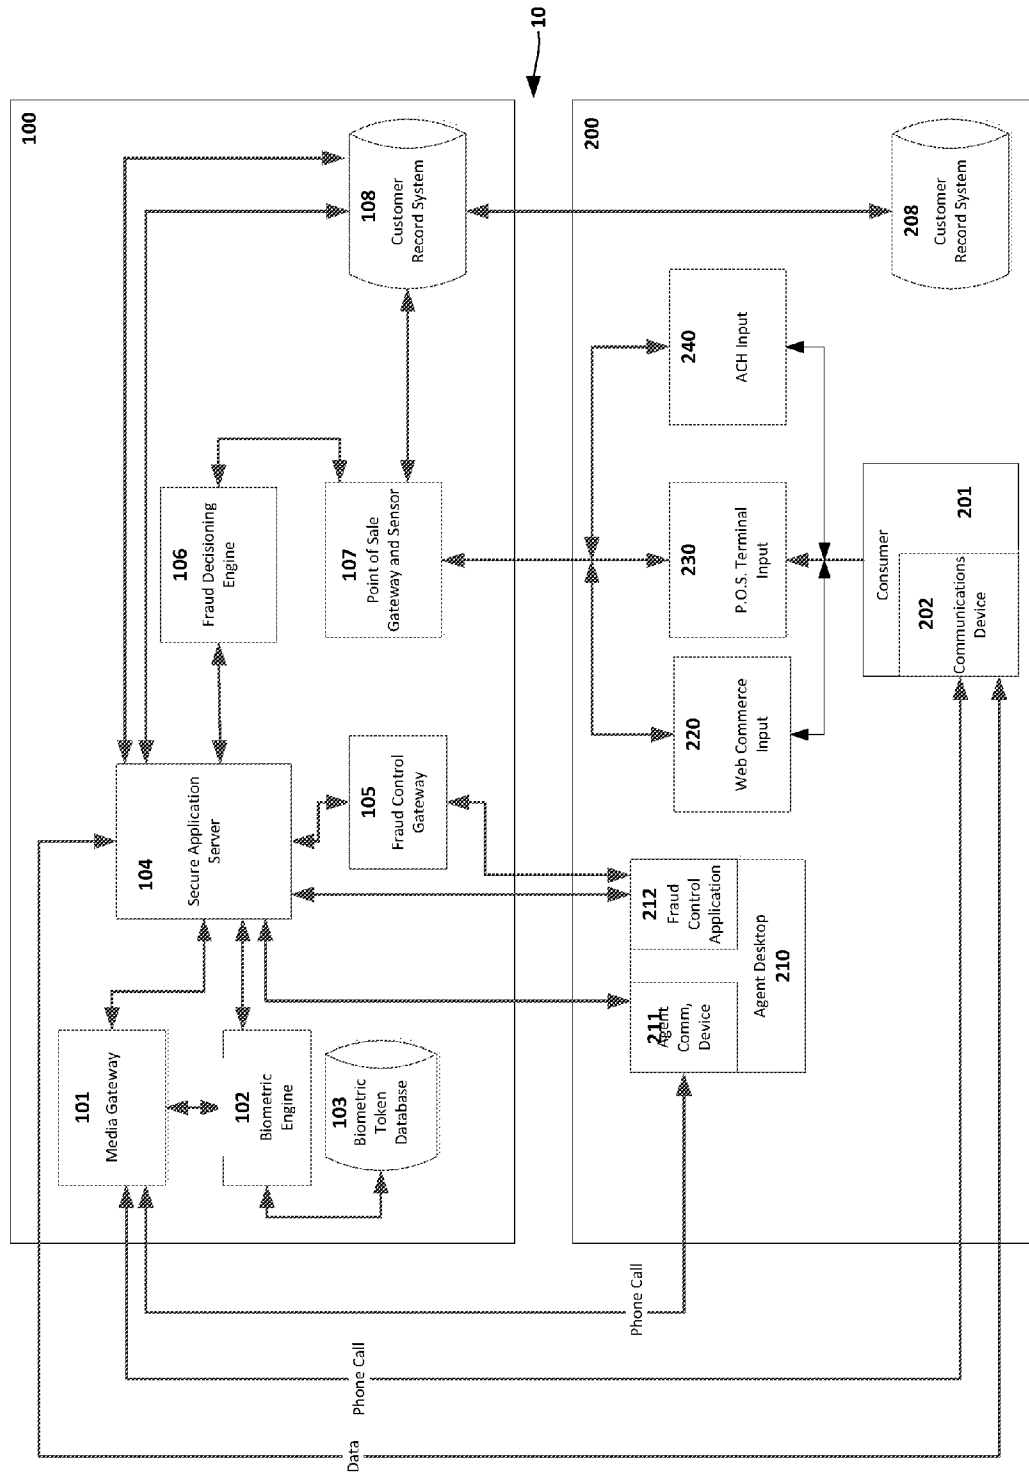 10
100
101
Media Gateway
102
Biometric
Engine
103
Biometric
Token
Database
104
Secure Application
Server
105
Fraud Control
Gateway
106
Fraud Decisioning
Engine
107
Point of Sale
Gateway and Sensor
108
Customer
Record System
200
211
Agent
Comm, Device
212
Fraud
Control
Application
Agent Desktop
210
220
Web Commerce
Input
230
P.O.S. Terminal
Input
240
ACH Input
208
Customer
Record System
Consumer
201
202
Communications
Device
Phone Call
Phone Call
Data